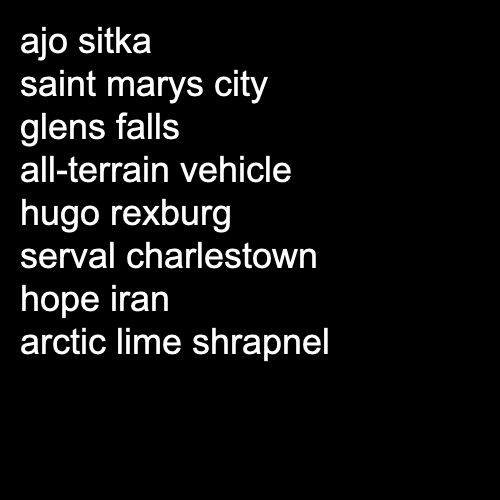 ajo sitka
saint marys city
glens falls
all-terrain vehicle
hugo rexburg
serval charlestown
hope iran
arctic lime shrapnel